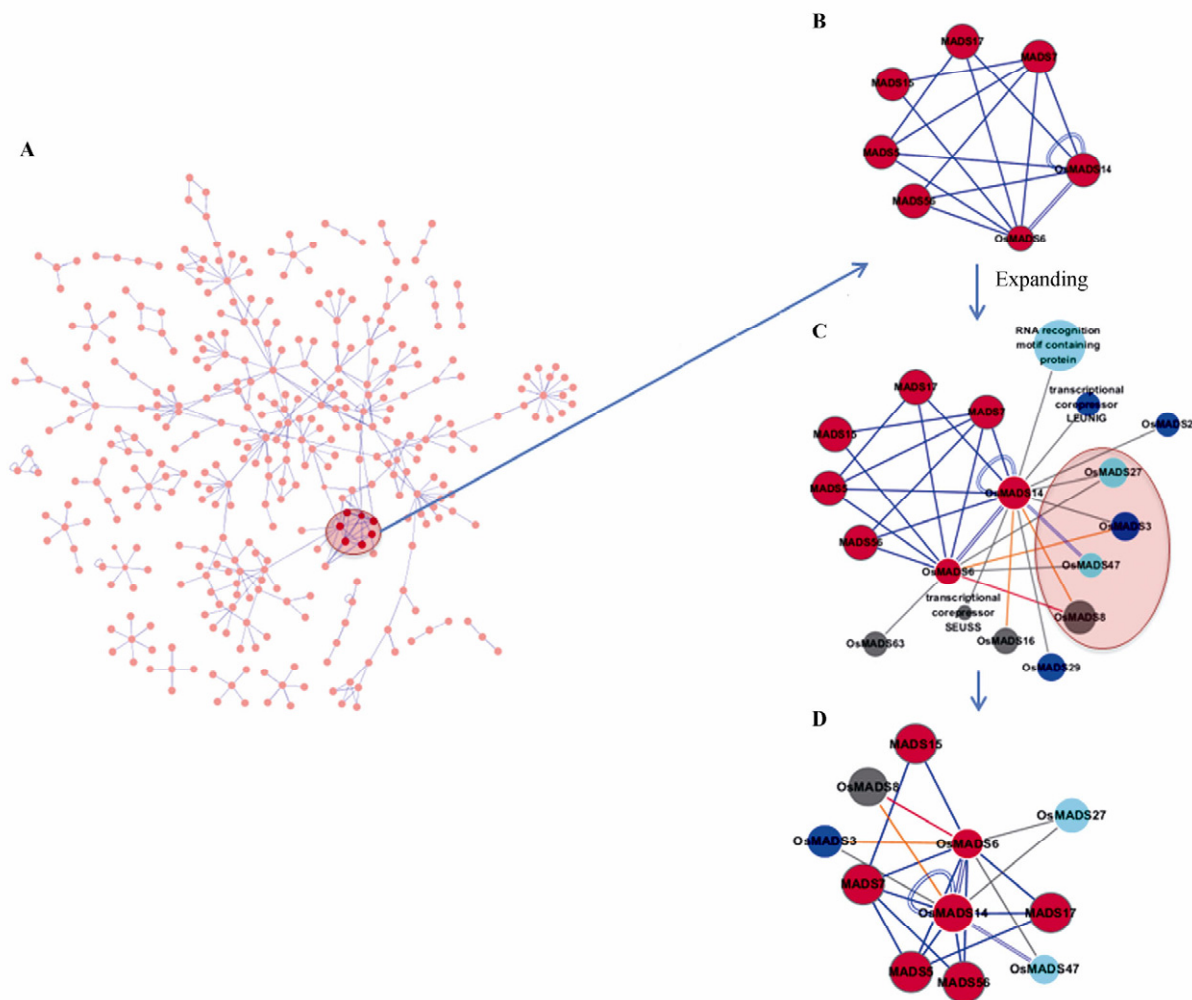 A
B
MADS17
MADS7
MADS15
MADS5
OsMADS14
MADS56
OsMADS6
Expanding
C
RNA recognition
motif containing
protein
MADS17
transcriptional
corepressor
LEUNIG
MADS7
OsMADS2
MADS15
OsMADS27
MADS5
OsMADS14
OsMADS3
MADS56
OsMADS47
OsMADS6
transcriptional
corepressor
SEUSS
OsMADS8
OsMADS63
OsMADS16
OsMADS29
D
MADS15
OsMADS8
OsMADS27
OsMADS3
OsMADS6
MADS7
OsMADS14
MADS17
MADS5
MADS56
OsMADS47